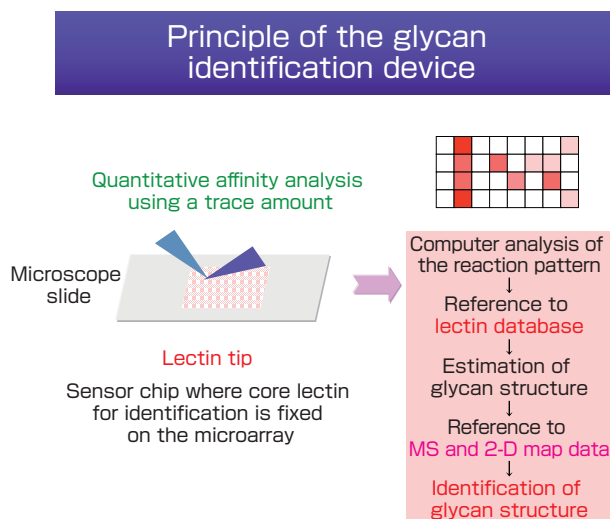 Principle of the glycan
identification device
Quantitative affinity analysis
using a trace amount
Microscope
slide
Lectin tip
Sensor chip where core lectin
for identification is fixed
on the microarray
Computer analysis of
the reaction pattern
↓
Reference to
lectin database
↓
Estimation of
glycan structure
↓
Reference to
MS and 2-D map data
↓
Identification of
glycan structure